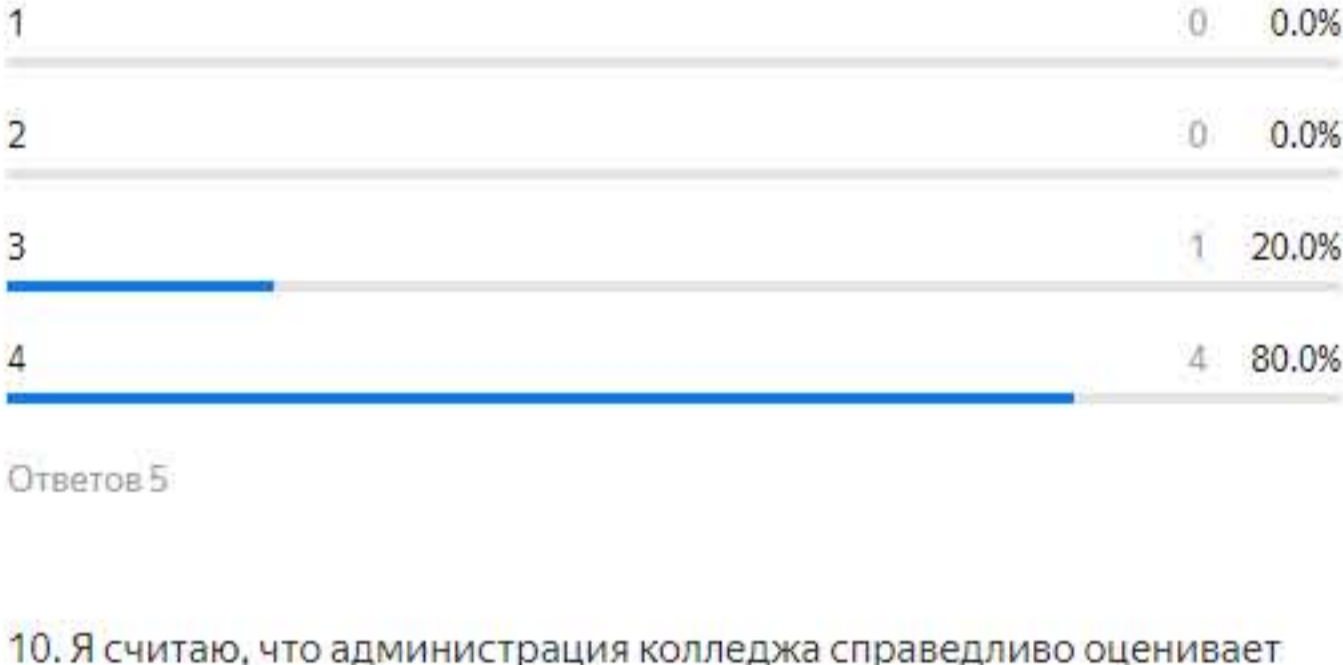 1 0 0.0%
2 0 0.0%
3 1 20.0%
4 4 80.0%
Ответов 5
10. Я считаю, что администрация колледжа справедливо оценивает